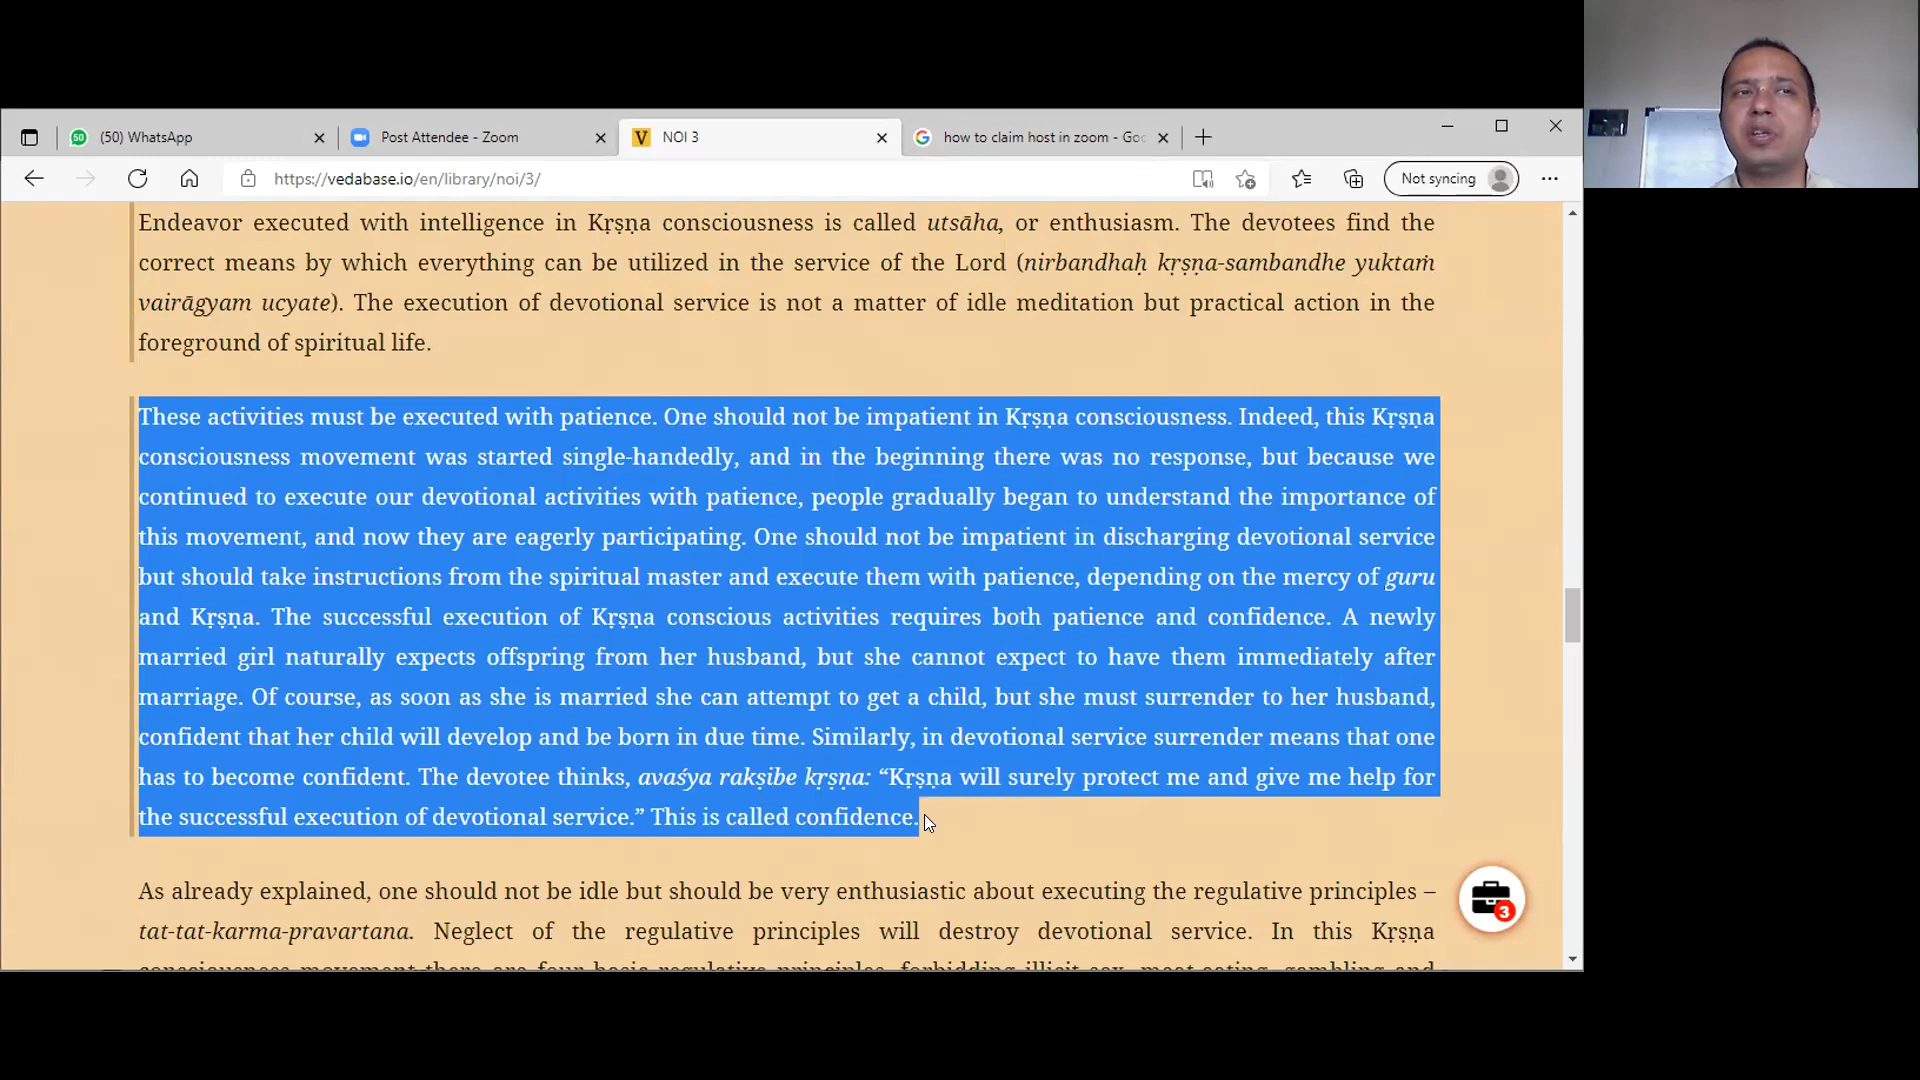 (50) WhatsApp
Post Attendee - Zoom
NOI 3
how to claim host in zoom - Goo
https://vedabase.io/en/library/noi/3/
Not syncing
Endeavor executed with intelligence in Kṛṣṇa consciousness is called utsāha, or enthusiasm. The devotees find the
correct means by which everything can be utilized in the service of the Lord (nirbandhaḥ kṛṣṇa-sambandhe yuktaṁ
vairāgyam ucyate). The execution of devotional service is not a matter of idle meditation but practical action in the
foreground of spiritual life.
These activities must be executed with patience. One should not be impatient in Kṛṣṇa consciousness. Indeed, this Kṛṣṇa
consciousness movement was started single-handedly, and in the beginning there was no response, but because we
continued to execute our devotional activities with patience, people gradually began to understand the importance of
this movement, and now they are eagerly participating. One should not be impatient in discharging devotional service
but should take instructions from the spiritual master and execute them with patience, depending on the mercy of guru
and Kṛṣṇa. The successful execution of Kṛṣṇa conscious activities requires both patience and confidence. A newly
married girl naturally expects offspring from her husband, but she cannot expect to have them immediately after
marriage. Of course, as soon as she is married she can attempt to get a child, but she must surrender to her husband,
confident that her child will develop and be born in due time. Similarly, in devotional service surrender means that one
has to become confident. The devotee thinks, avaśya rakṣibe kṛṣṇa: “Kṛṣṇa will surely protect me and give me help for
the successful execution of devotional service.” This is called confidence.
As already explained, one should not be idle but should be very enthusiastic about executing the regulative principles –
tat-tat-karma-pravartana. Neglect of the regulative principles will destroy devotional service. In this Kṛṣṇa
consciousness movement there are four basic regulative principles, forbidding illicit sex, meat-eating, gambling and
3